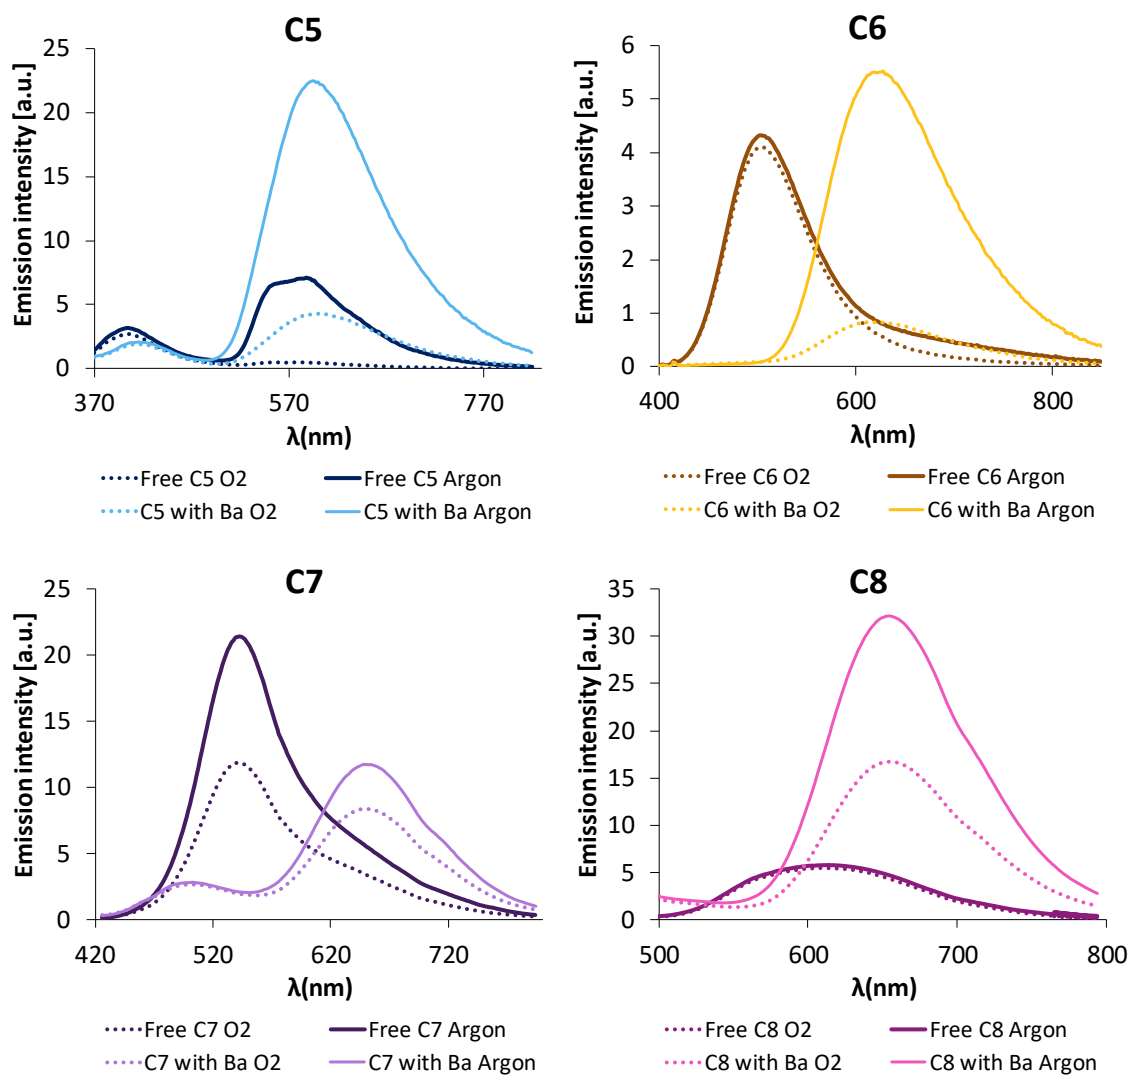 C5
Emission intensity [a.u.]
25
20
15
10
5
0
370 570 770
λ(nm)
Free C5 O2 Free C5 Argon
C5 with Ba O2 C5 with Ba Argon
C6
Emission intensity [a.u.]
6
5
4
3
2
1
0
400 600 800
λ(nm)
Free C6 O2 Free C6 Argon
C6 with Ba O2 C6 with Ba Argon
C7
Emission intensity [a.u.]
25
20
15
10
5
0
420 520 620 720
λ(nm)
Free C7 O2 Free C7 Argon
C7 with Ba O2 C7 with Ba Argon
C8
Emission intensity [a.u.]
35
30
25
20
15
10
5
0
500 600 700 800
λ(nm)
Free C8 O2 Free C8 Argon
C8 with Ba O2 C8 with Ba Argon